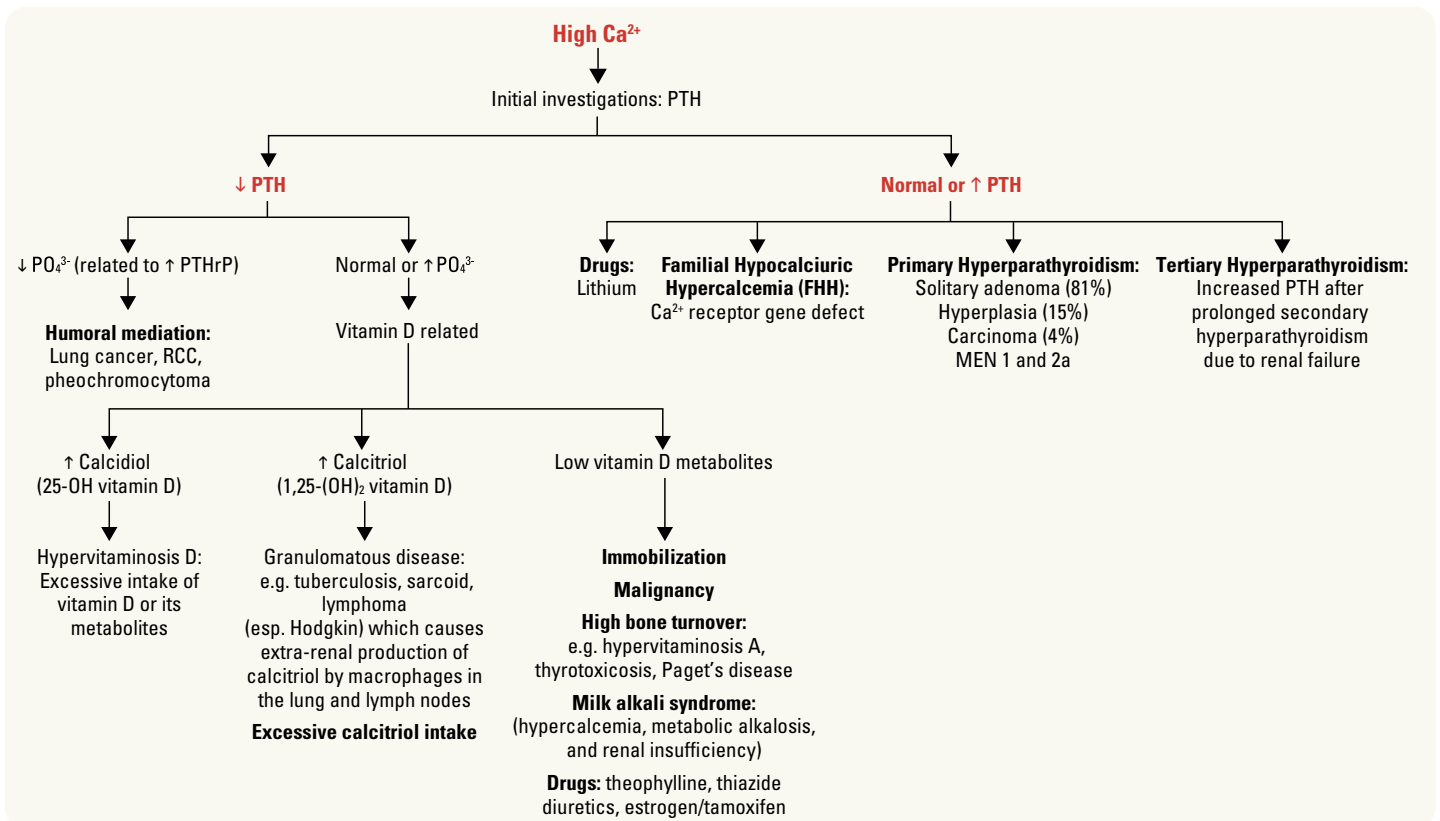 High Ca²⁺
Initial investigations: PTH
↓ PTH
Normal or ↑ PTH
↓ PO₄³⁻ (related to ↑ PTHrP)
Normal or ↑ PO₄³⁻
Humoral mediation:
Lung cancer, RCC,
pheochromocytoma
Vitamin D related
Drugs:
Lithium
Familial Hypocalciuric
Hypercalcemia (FHH):
Ca²⁺ receptor gene defect
Primary Hyperparathyroidism:
Solitary adenoma (81%)
Hyperplasia (15%)
Carcinoma (4%)
MEN 1 and 2a
Tertiary Hyperparathyroidism:
Increased PTH after
prolonged secondary
hyperparathyroidism
due to renal failure
↑ Calcidiol
(25-OH vitamin D)
Hypervitaminosis D:
Excessive intake of
vitamin D or its
metabolites
↑ Calcitriol
(1,25-(OH)₂ vitamin D)
Granulomatous disease:
e.g. tuberculosis, sarcoid,
lymphoma
(esp. Hodgkin) which causes
extra-renal production of
calcitriol by macrophages in
the lung and lymph nodes
Excessive calcitriol intake
Low vitamin D metabolites
Immobilization
Malignancy
High bone turnover:
e.g. hypervitaminosis A,
thyrotoxicosis, Paget's disease
Milk alkali syndrome:
(hypercalcemia, metabolic alkalosis,
and renal insufficiency)
Drugs: theophylline, thiazide
diuretics, estrogen/tamoxifen